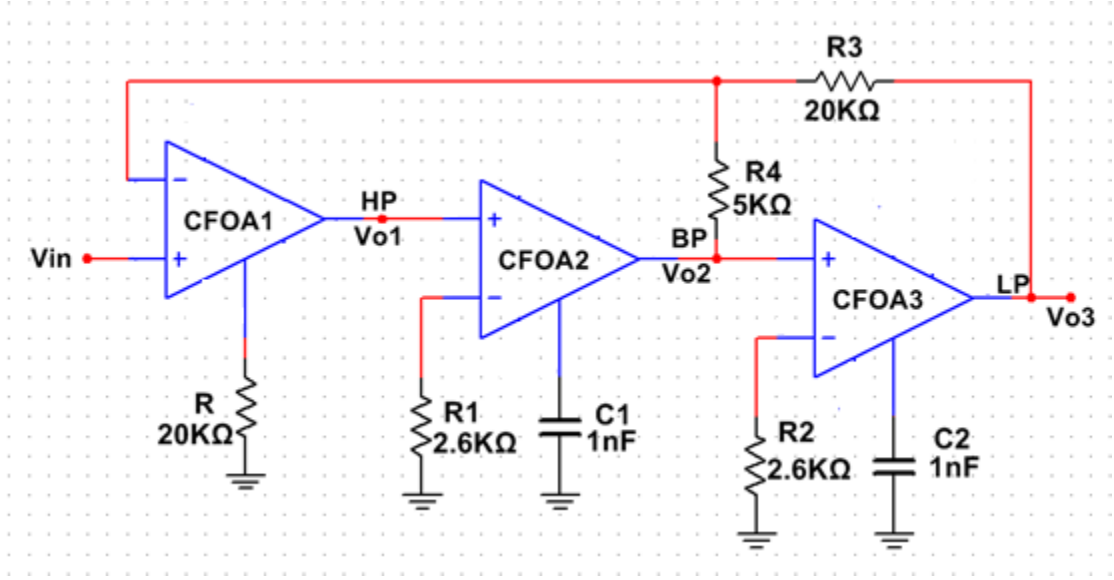 R3
20KΩ
R4
5KΩ
CFOA1
HP
Vo1
Vin
CFOA2
BP
Vo2
CFOA3
LP
Vo3
R
20KΩ
R1
2.6KΩ
C1
1nF
R2
2.6KΩ
C2
1nF